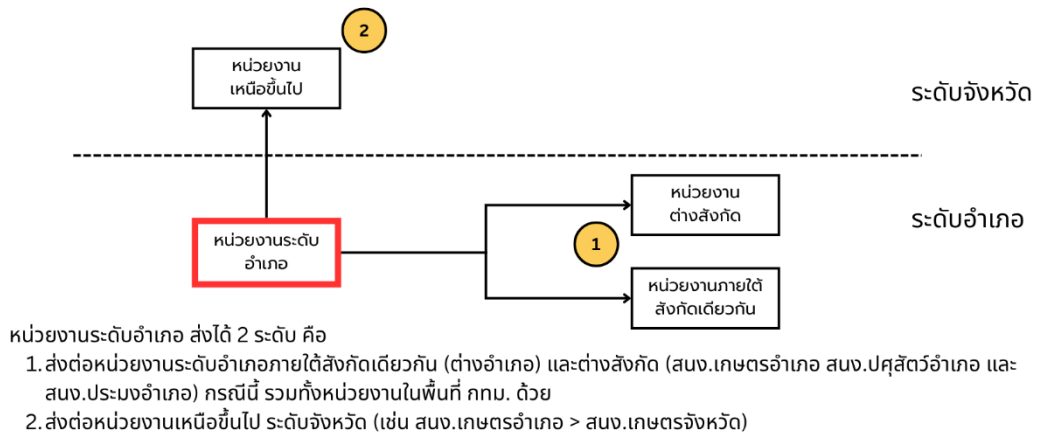 2
หน่วยงาน
เหนือขึ้นไป
ระดับจังหวัด
หน่วยงาน
ต่างสังกัด
ระดับอำเภอ
หน่วยงานระดับ
อำเภอ
1
หน่วยงานภายใต้
สังกัดเดียวกัน
หน่วยงานระดับอำเภอ ส่งได้ 2 ระดับ คือ
1. ส่งต่อหน่วยงานระดับอำเภอภายใต้สังกัดเดียวกัน (ต่างอำเภอ) และต่างสังกัด (สนง.เกษตรอำเภอ สนง.ปศุสัตว์อำเภอ และ
สนง.ประมงอำเภอ) กรณีนี้ รวมทั้งหน่วยงานในพื้นที่ กทม. ด้วย
2. ส่งต่อหน่วยงานเหนือขึ้นไป ระดับจังหวัด (เช่น สนง.เกษตรอำเภอ > สนง.เกษตรจังหวัด)